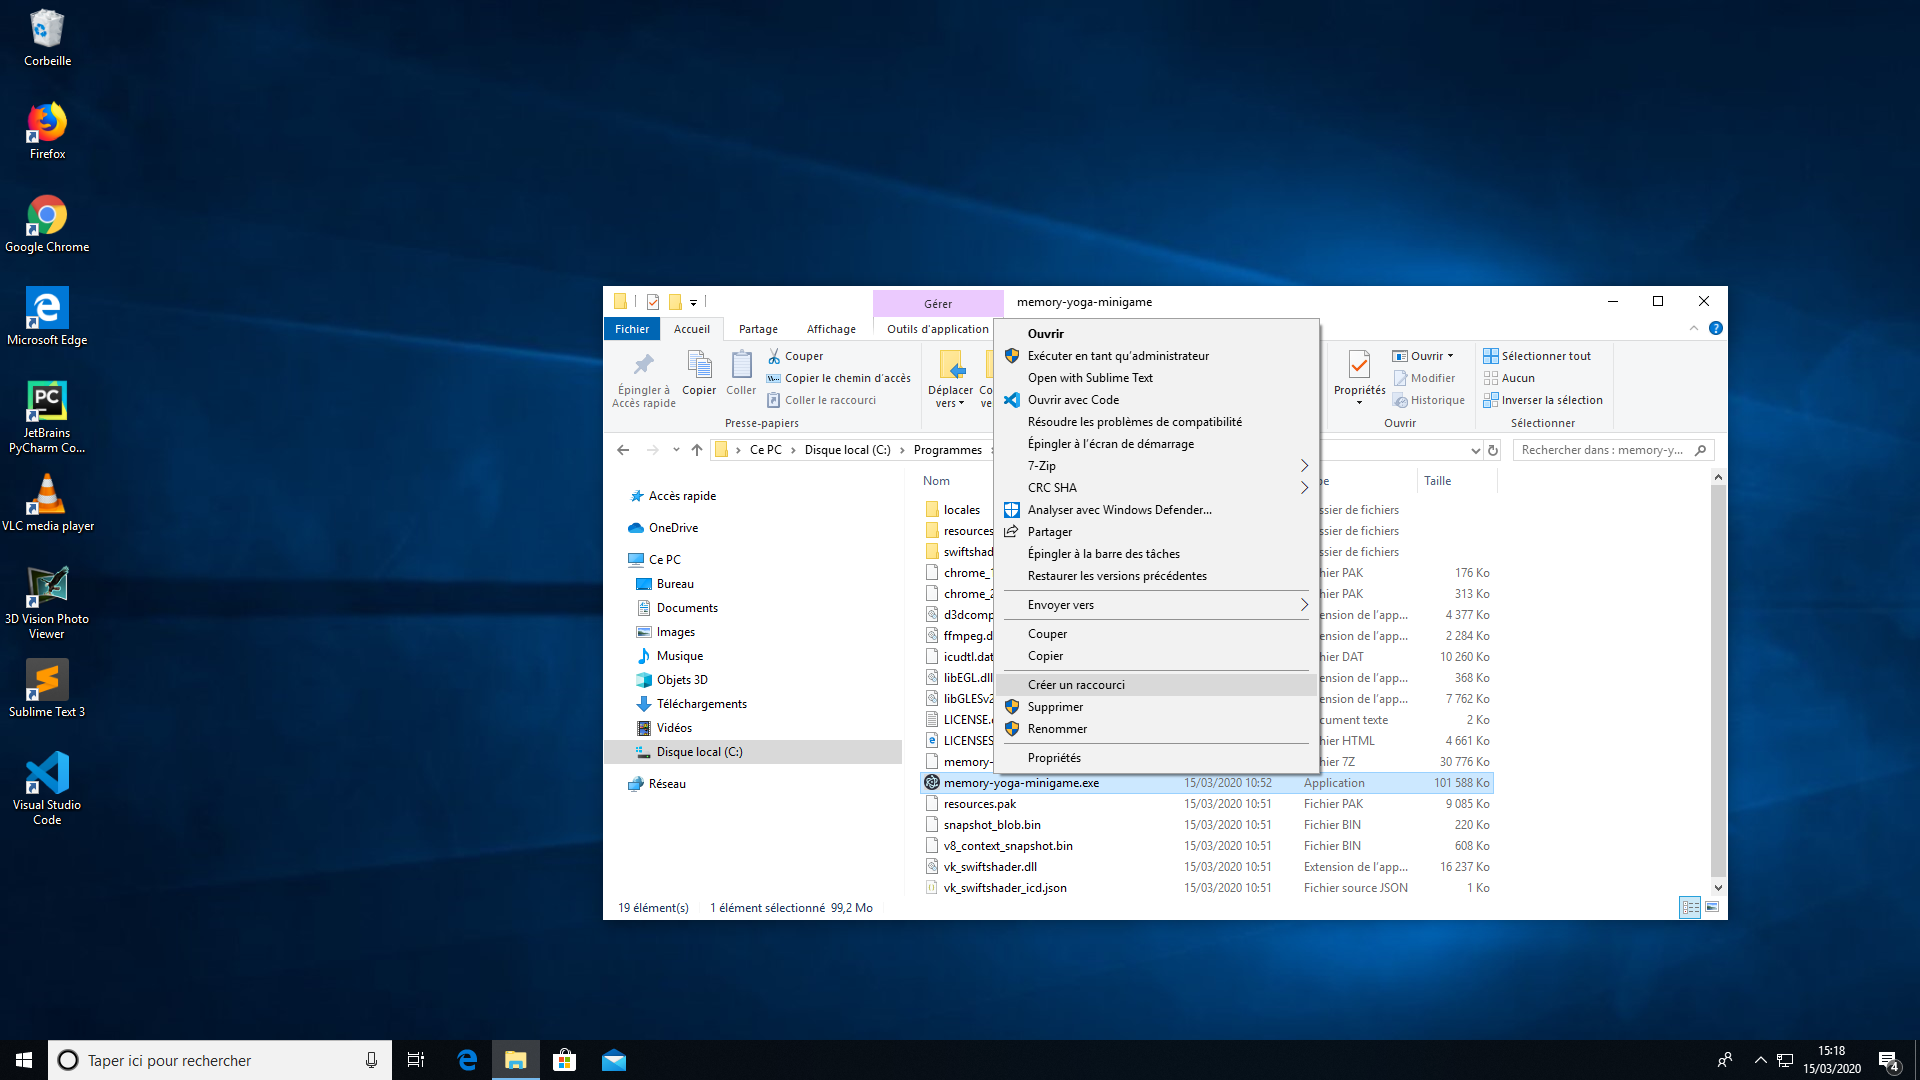 Corbeille
Firefox
Google Chrome
Microsoft Edge
JetBrains
PyCharm Co...
VLC media player
3D Vision Photo
Viewer
Sublime Text 3
Visual Studio
Code
Gérer
memory-yoga-minigame
Fichier
Accueil
Partage
Affichage
Outils d'application
Épingler à
Accès rapide
Copier
Coller
Couper
Copier le chemin d'accès
Coller le raccourci
Presse-papiers
Déplacer
vers
Propriétés
Ouvrir
Modifier
Historique
Ouvrir
Sélectionner tout
Aucun
Inverser la sélection
Sélectionner
Ce PC
Disque local (C:)
Programmes
Rechercher dans : memory-y...
Accès rapide
OneDrive
Ce PC
Bureau
Documents
Images
Musique
Objets 3D
Téléchargements
Vidéos
Disque local (C:)
Réseau
Ouvrir
Exécuter en tant qu'administrateur
Open with Sublime Text
Ouvrir avec Code
Résoudre les problèmes de compatibilité
Épingler à l'écran de démarrage
7-Zip
CRC SHA
Analyser avec Windows Defender...
Partager
Épingler à la barre des tâches
Restaurer les versions précédentes
Envoyer vers
Couper
Copier
Créer un raccourci
Supprimer
Renommer
Propriétés
Nom
Taille
locales
resources
swiftshad
chrome_1
hier PAK 176 Ko
chrome_2
hier PAK 313 Ko
d3dcomp
ension de l'app... 4 377 Ko
ffmpeg.d
ension de l'app... 2 284 Ko
icudtl.dat
hier DAT 10 260 Ko
libEGL.dll
ension de l'app... 368 Ko
libGLESv2
ension de l'app... 7 762 Ko
LICENSE.
cument texte 2 Ko
LICENSES
hier HTML 4 661 Ko
memory-
hier 7Z 30 776 Ko
memory-yoga-minigame.exe 15/03/2020 10:52 Application 101 588 Ko
resources.pak 15/03/2020 10:51 Fichier PAK 9 085 Ko
snapshot_blob.bin 15/03/2020 10:51 Fichier BIN 220 Ko
v8_context_snapshot.bin 15/03/2020 10:51 Fichier BIN 608 Ko
vk_swiftshader.dll 15/03/2020 10:51 Extension de l'app... 16 237 Ko
vk_swiftshader_icd.json 15/03/2020 10:51 Fichier source JSON 1 Ko
19 élément(s)
1 élément sélectionné 99,2 Mo
Taper ici pour rechercher
15:18
15/03/2020
4